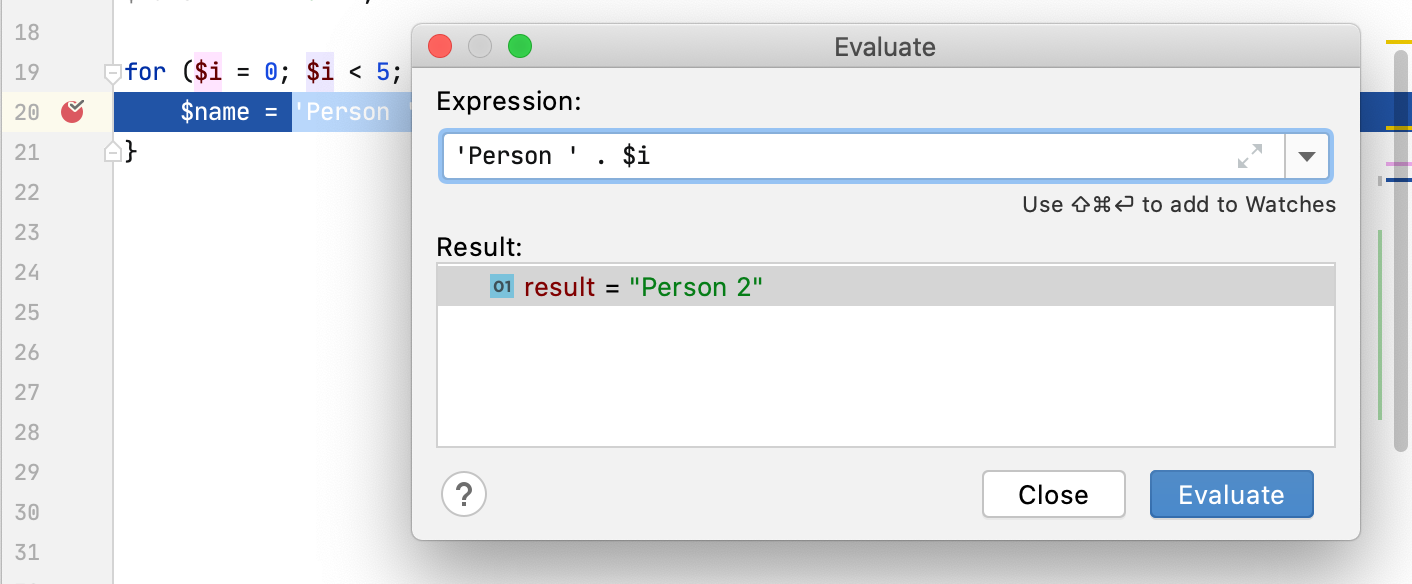 18
Evaluate
19 for ($i = 0; $i < 5;
Expression:
20 $name = 'Person '
'Person ' . $i
21 }
22
Use ⇧⌘↩ to add to Watches
23
Result:
24
01 result = "Person 2"
25
26
27
28
29
? Close Evaluate
30
31